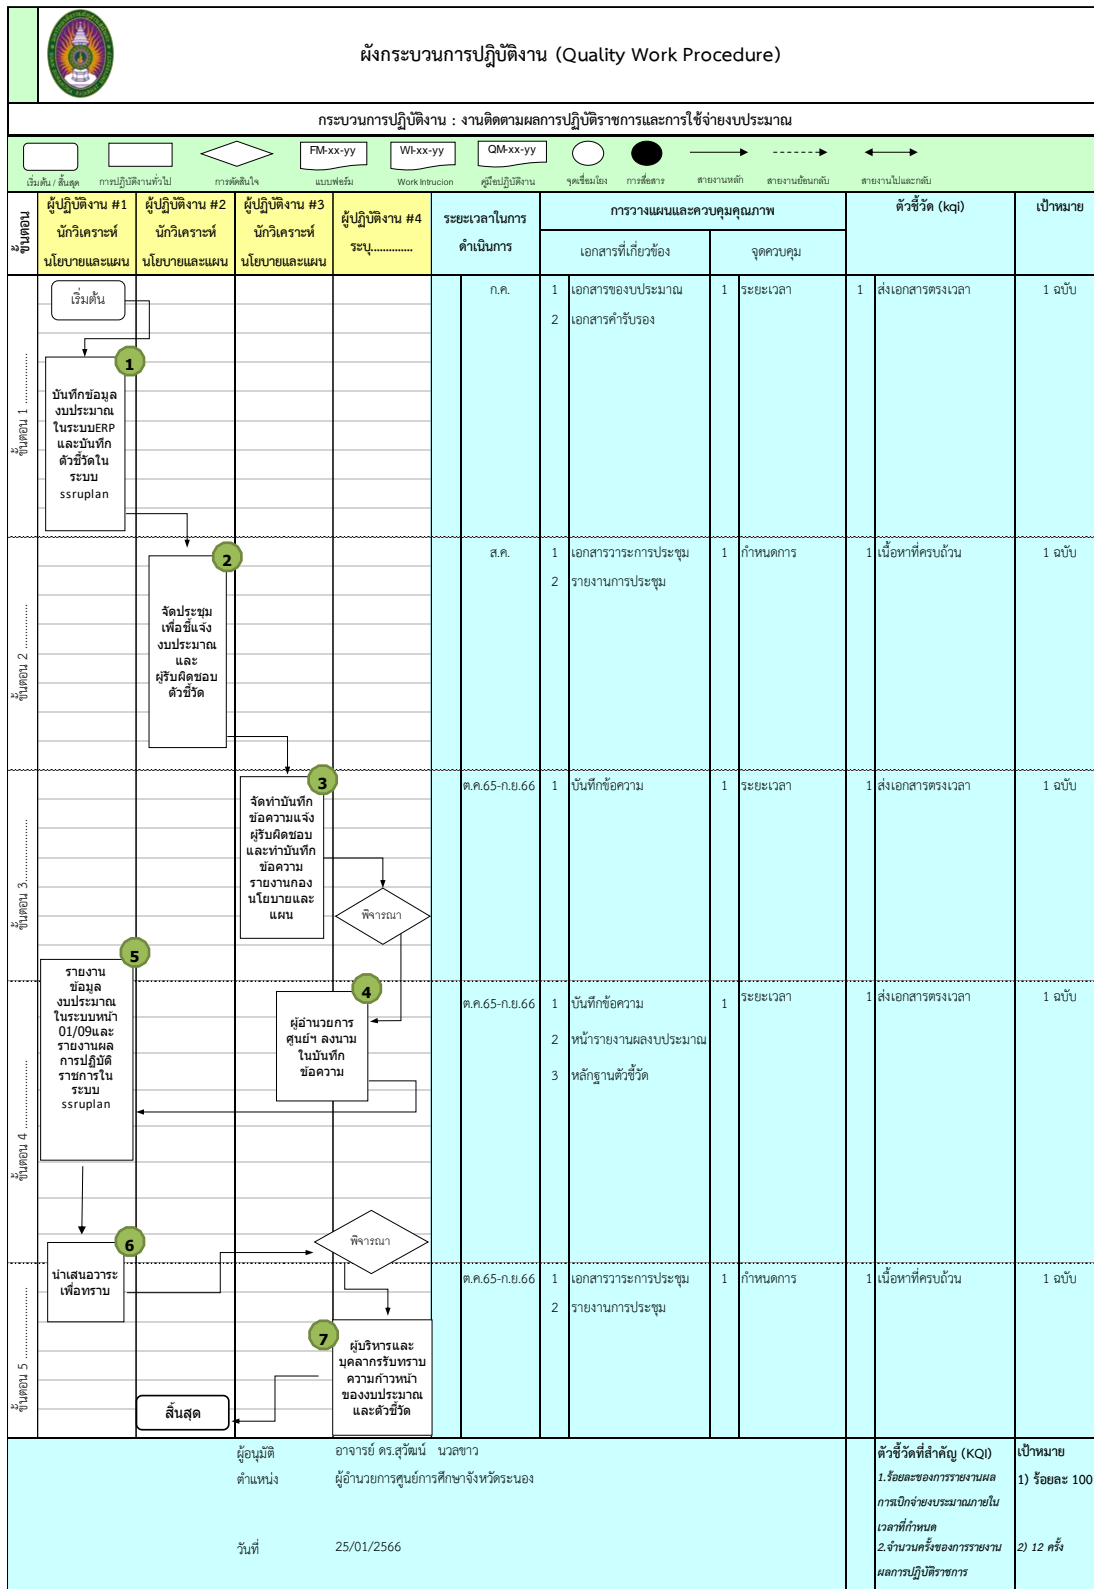 ผังกระบวนการปฎิบัติงาน (Quality Work Procedure)
กระบวนการปฏิบัติงาน : งานติดตามผลการปฏิบัติราชการและการใช้จ่ายงบประมาณ
FM-xx-yy
WI-xx-yy
QM-xx-yy
เริ่มต้น / สิ้นสุด
การปฏิบัติงานทั่วไป
การตัดสินใจ
แบบฟอร์ม
Work Intrucion
คู่มือปฏิบัติงาน
จุดเชื่อมโยง
การสื่อสาร
สายงานหลัก
สายงานย้อนกลับ
สายงานไปและกลับ
ขั้นตอน
ผู้ปฏิบัติงาน #1
นักวิเคราะห์
นโยบายและแผน
ผู้ปฏิบัติงาน #2
นักวิเคราะห์
นโยบายและแผน
ผู้ปฏิบัติงาน #3
นักวิเคราะห์
นโยบายและแผน
ผู้ปฏิบัติงาน #4
ระบุ..............
ระยะเวลาในการ
ดำเนินการ
การวางแผนและควบคุมคุณภาพ
เอกสารที่เกี่ยวข้อง
จุดควบคุม
ตัวชี้วัด (kqi)
เป้าหมาย
ขั้นตอน 1 ......................
เริ่มต้น
1
บันทึกข้อมูล
งบประมาณ
ในระบบERP
และบันทึก
ตัวชี้วัดใน
ระบบ
ssruplan
ก.ค.
1 เอกสารของบประมาณ
2 เอกสารคำรับรอง
1 ระยะเวลา
1 ส่งเอกสารตรงเวลา
1 ฉบับ
ขั้นตอน 2 ......................
2
จัดประชุม
เพื่อชี้แจง
งบประมาณ
และ
ผู้รับผิดชอบ
ตัวชี้วัด
ส.ค.
1 เอกสารวาระการประชุม
2 รายงานการประชุม
1 กำหนดการ
1 เนื้อหาที่ครบถ้วน
1 ฉบับ
ขั้นตอน 3......................
3
จัดทำบันทึก
ข้อความแจ้ง
ผู้รับผิดชอบ
และทำบันทึก
ข้อความ
รายงานกอง
นโยบายและ
แผน
พิจารณา
ต.ค.65-ก.ย.66
1 บันทึกข้อความ
1 ระยะเวลา
1 ส่งเอกสารตรงเวลา
1 ฉบับ
ขั้นตอน 4 ......................
5
รายงาน
ข้อมูล
งบประมาณ
ในระบบหน้า
01/09และ
รายงานผล
การปฏิบัติ
ราชการใน
ระบบ
ssruplan
4
ผู้อำนวยการ
ศูนย์ฯ ลงนาม
ในบันทึก
ข้อความ
ต.ค.65-ก.ย.66
1 บันทึกข้อความ
2 หน้ารายงานผลงบประมาณ
3 หลักฐานตัวชี้วัด
1 ระยะเวลา
1 ส่งเอกสารตรงเวลา
1 ฉบับ
พิจารณา
ขั้นตอน 5 ......................
6
นำเสนอวาระ
เพื่อทราบ
7
ผู้บริหารและ
บุคลากรรับทราบ
ความก้าวหน้า
ของงบประมาณ
และตัวชี้วัด
สิ้นสุด
ต.ค.65-ก.ย.66
1 เอกสารวาระการประชุม
2 รายงานการประชุม
1 กำหนดการ
1 เนื้อหาที่ครบถ้วน
1 ฉบับ
ผู้อนุมัติ อาจารย์ ดร.สุวัฒน์ นวลขาว
ตำแหน่ง ผู้อำนวยการศูนย์การศึกษาจังหวัดระนอง
วันที่ 25/01/2566
ตัวชี้วัดที่สำคัญ (KQI)
1.ร้อยละของการรายงานผล
การเบิกจ่ายงบประมาณภายใน
เวลาที่กำหนด
2.จำนวนครั้งของการรายงาน
ผลการปฏิบัติราชการ
เป้าหมาย
1) ร้อยละ 100
2) 12 ครั้ง